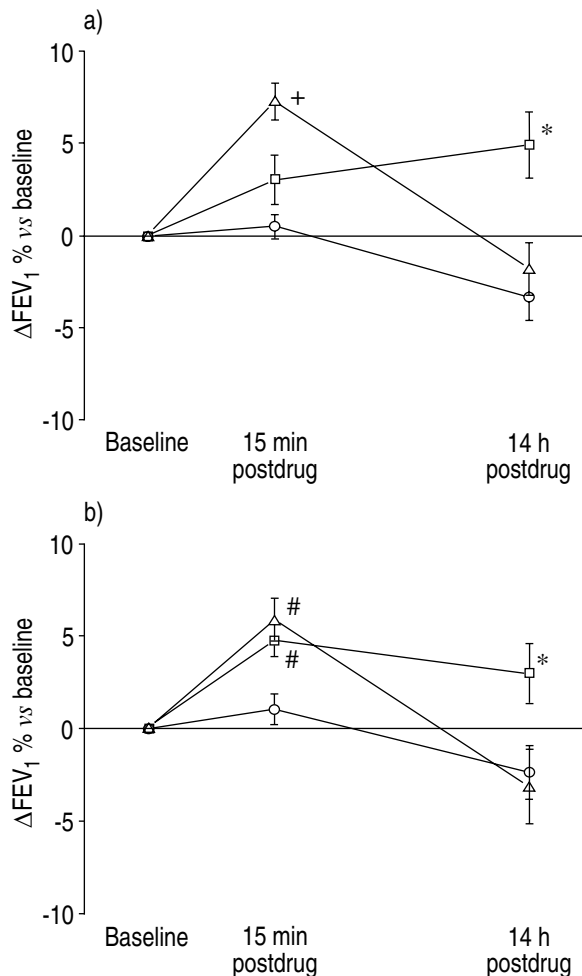 a)
10
5
0
-5
-10
ΔFEV1 % vs baseline
+
*
Baseline
15 min
postdrug
14 h
postdrug
b)
10
5
0
-5
-10
ΔFEV1 % vs baseline
#
#
*
Baseline
15 min
postdrug
14 h
postdrug